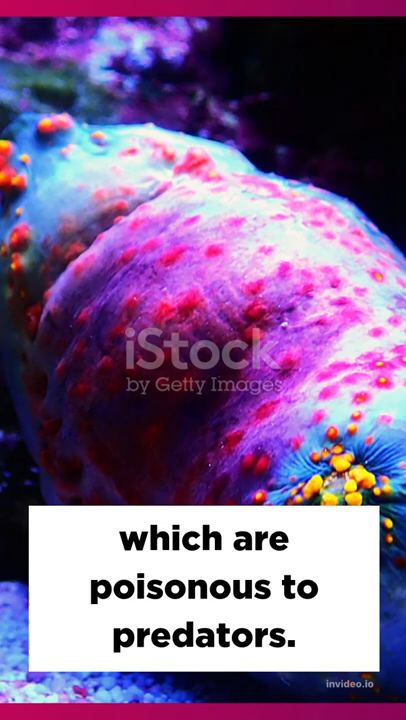 iStock
by Getty Images
which are
poisonous to
predators.
invideo.io